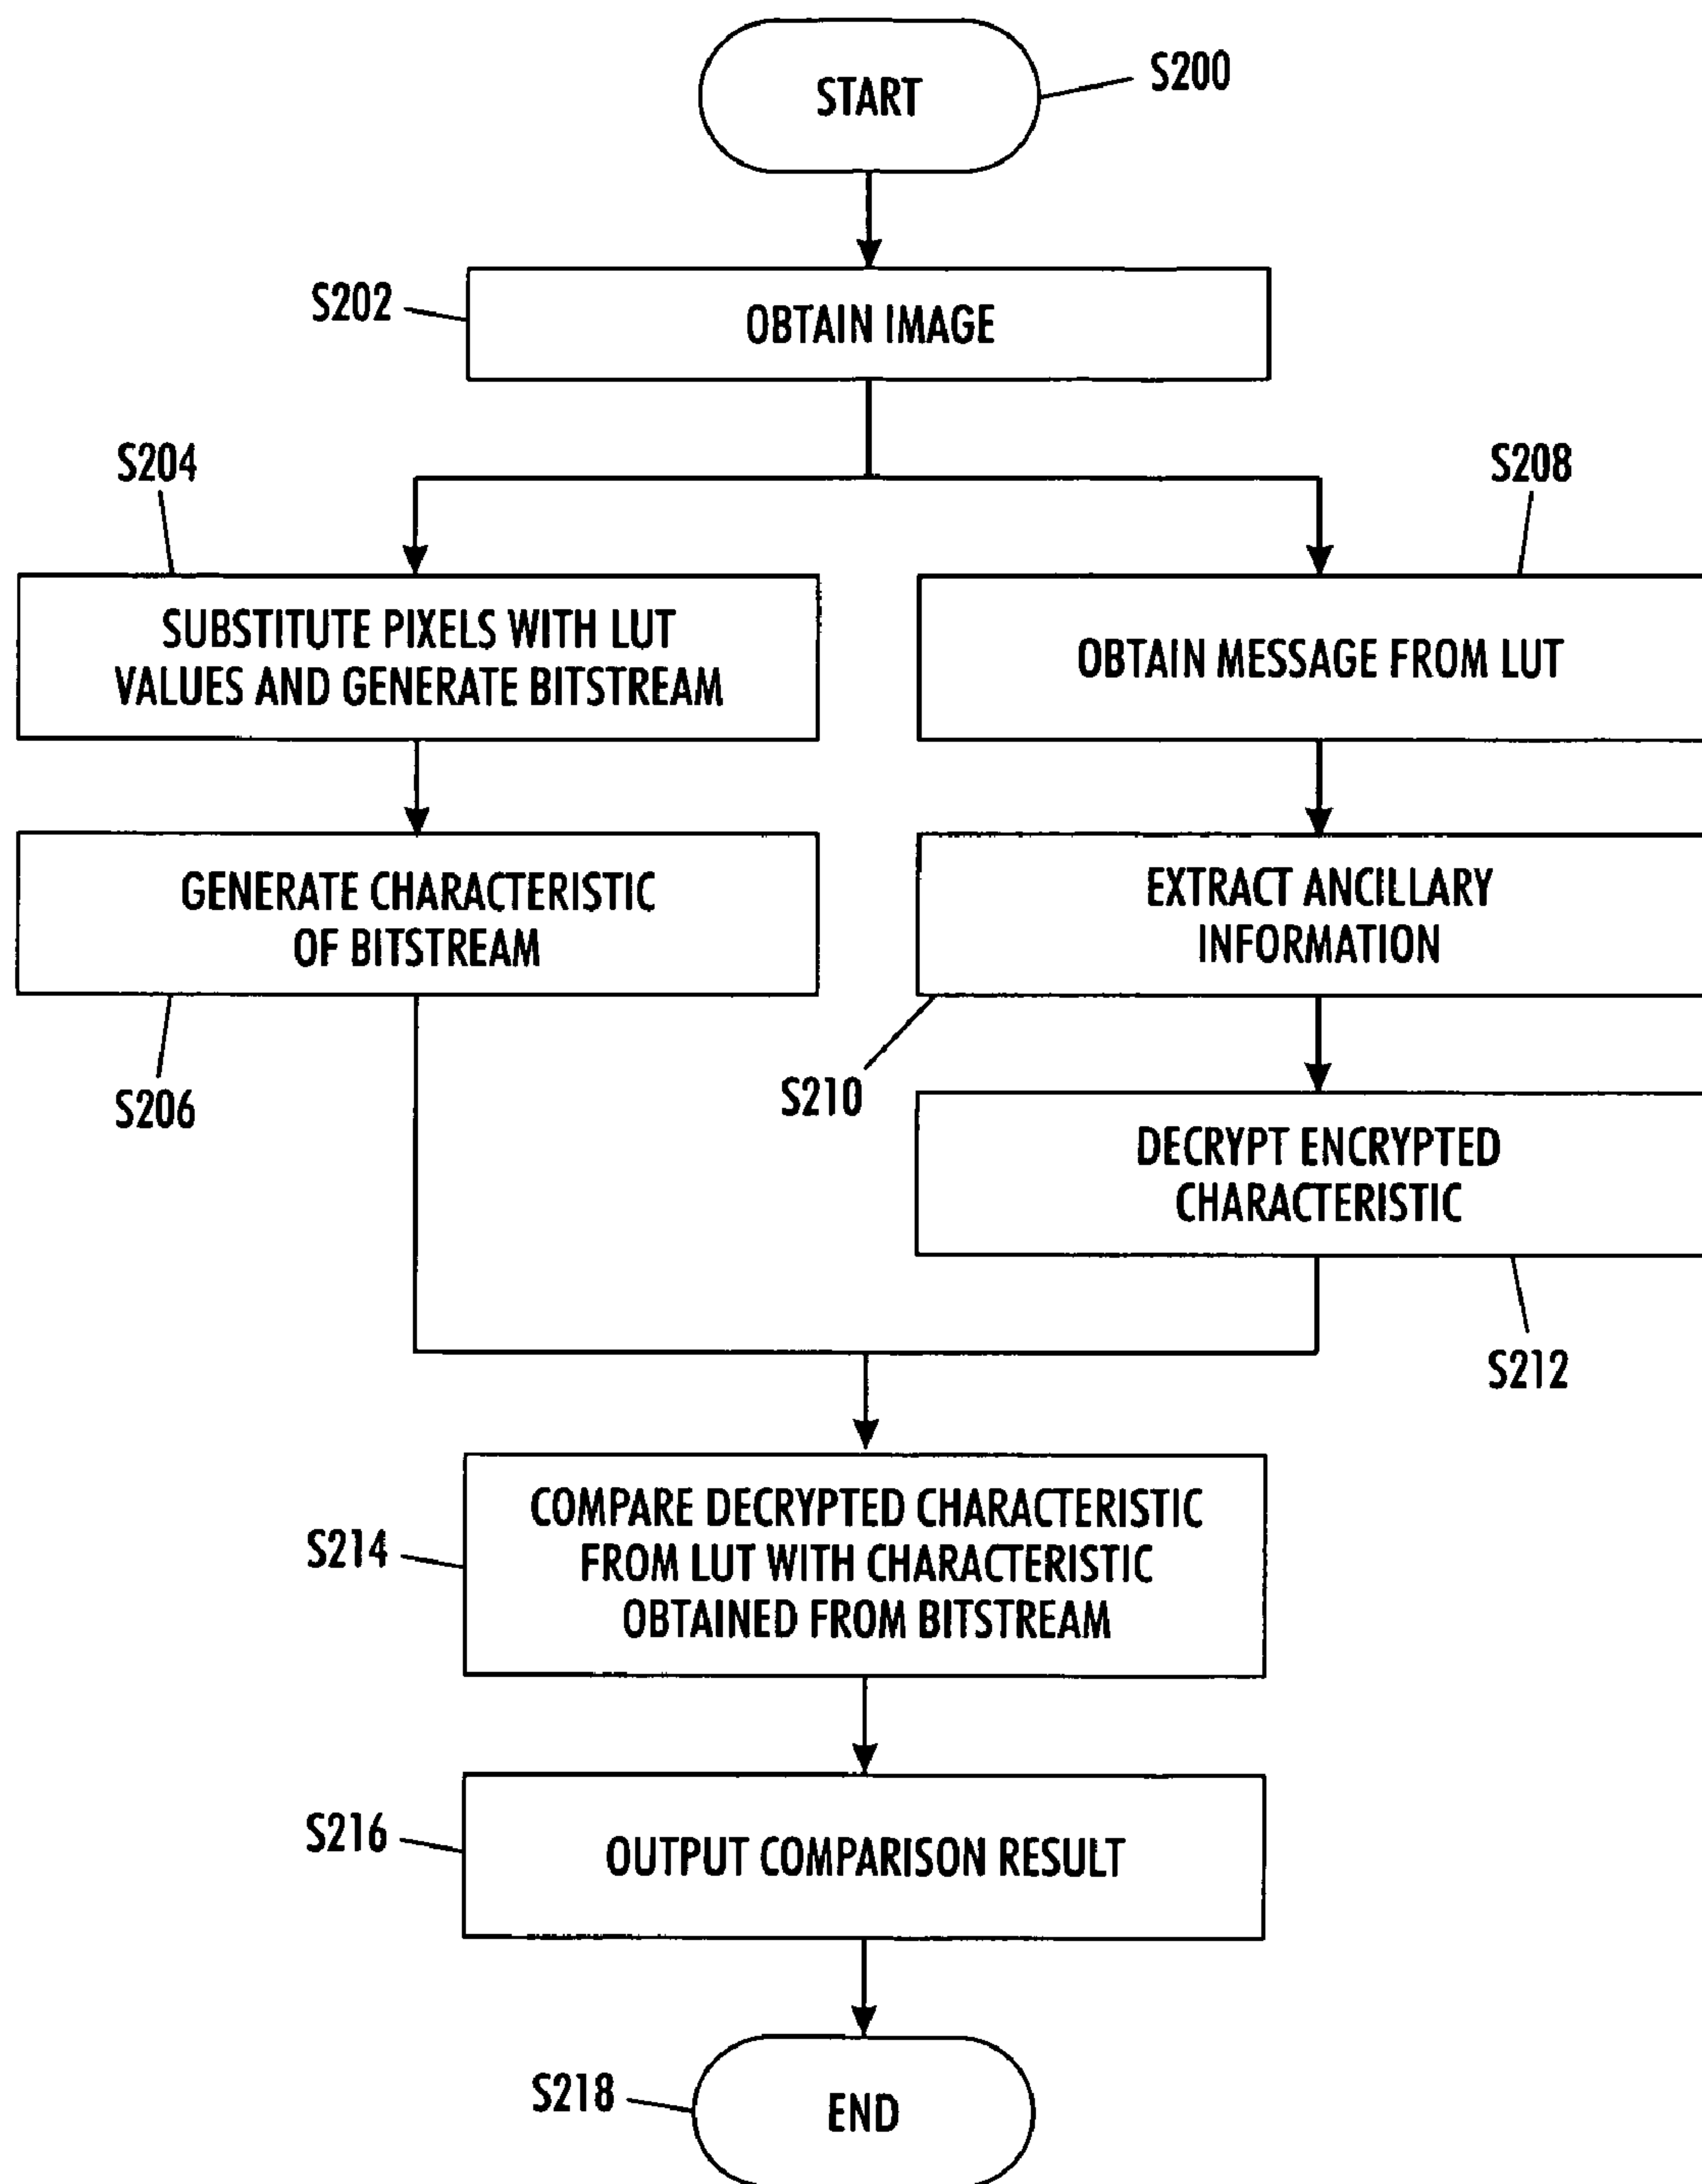 START
S200
S202
OBTAIN IMAGE
S204
S208
SUBSTITUTE PIXELS WITH LUT
VALUES AND GENERATE BITSTREAM
OBTAIN MESSAGE FROM LUT
GENERATE CHARACTERISTIC
OF BITSTREAM
EXTRACT ANCILLARY
INFORMATION
S206
S210
DECRYPT ENCRYPTED
CHARACTERISTIC
S212
S214
COMPARE DECRYPTED CHARACTERISTIC
FROM LUT WITH CHARACTERISTIC
OBTAINED FROM BITSTREAM
S216
OUTPUT COMPARISON RESULT
S218
END